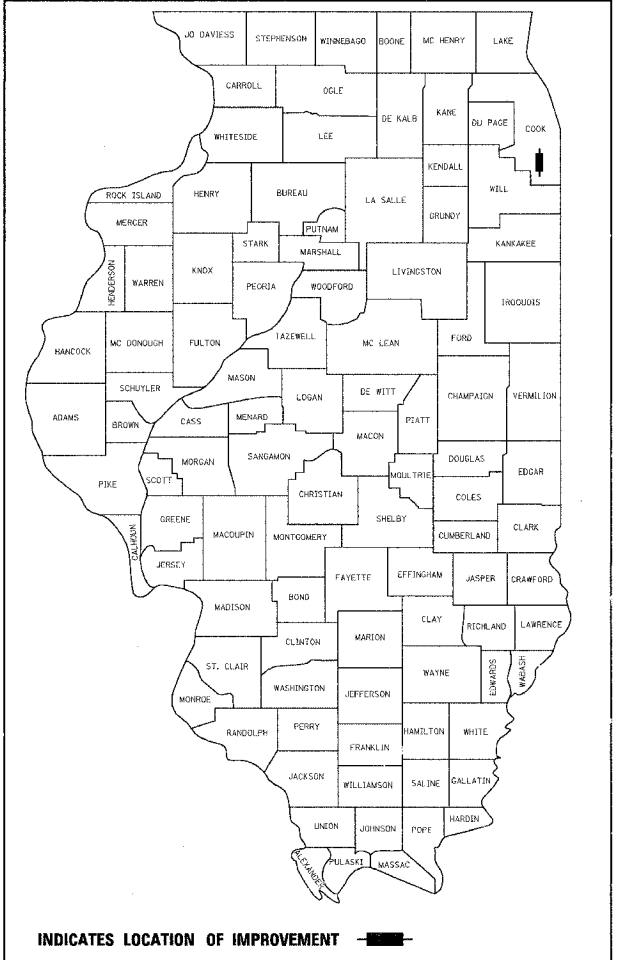 JO DAVIESS
STEPHENSON
WINNEBAGO
BOONE
MC HENRY
LAKE
CARROLL
OGLE
DE KALB
KANE
DU PAGE
COOK
WHITESIDE
LEE
KENDALL
WILL
ROCK ISLAND
HENRY
BUREAU
LA SALLE
GRUNDY
MERCER
PUTNAM
STARK
MARSHALL
KANKAKEE
HENDERSON
WARREN
KNOX
PEORIA
WOODFORD
LIVINGSTON
IROQUOIS
HANCOCK
MC DONOUGH
FULTON
TAZEWELL
MC LEAN
FORD
SCHUYLER
MASON
LOGAN
DE WITT
CHAMPAIGN
VERMILION
ADAMS
BROWN
CASS
MENARD
PIATT
MACON
MORGAN
SANGAMON
DOUGLAS
EDGAR
PIKE
SCOTT
CHRISTIAN
MOULTRIE
COLES
SHELBY
GREENE
MACOUPIN
MONTGOMERY
CUMBERLAND
CLARK
CALHOUN
JERSEY
FAYETTE
EFFINGHAM
JASPER
CRAWFORD
MADISON
BOND
CLAY
RICHLAND
LAWRENCE
CLINTON
MARION
ST. CLAIR
WAYNE
EDWARDS
WABASH
MONROE
WASHINGTON
JEFFERSON
RANDOLPH
PERRY
HAMILTON
WHITE
FRANKLIN
JACKSON
WILLIAMSON
SALINE
GALLATIN
UNION
JOHNSON
POPE
HARDIN
ALEXANDER
PULASKI
MASSAC
INDICATES LOCATION OF IMPROVEMENT